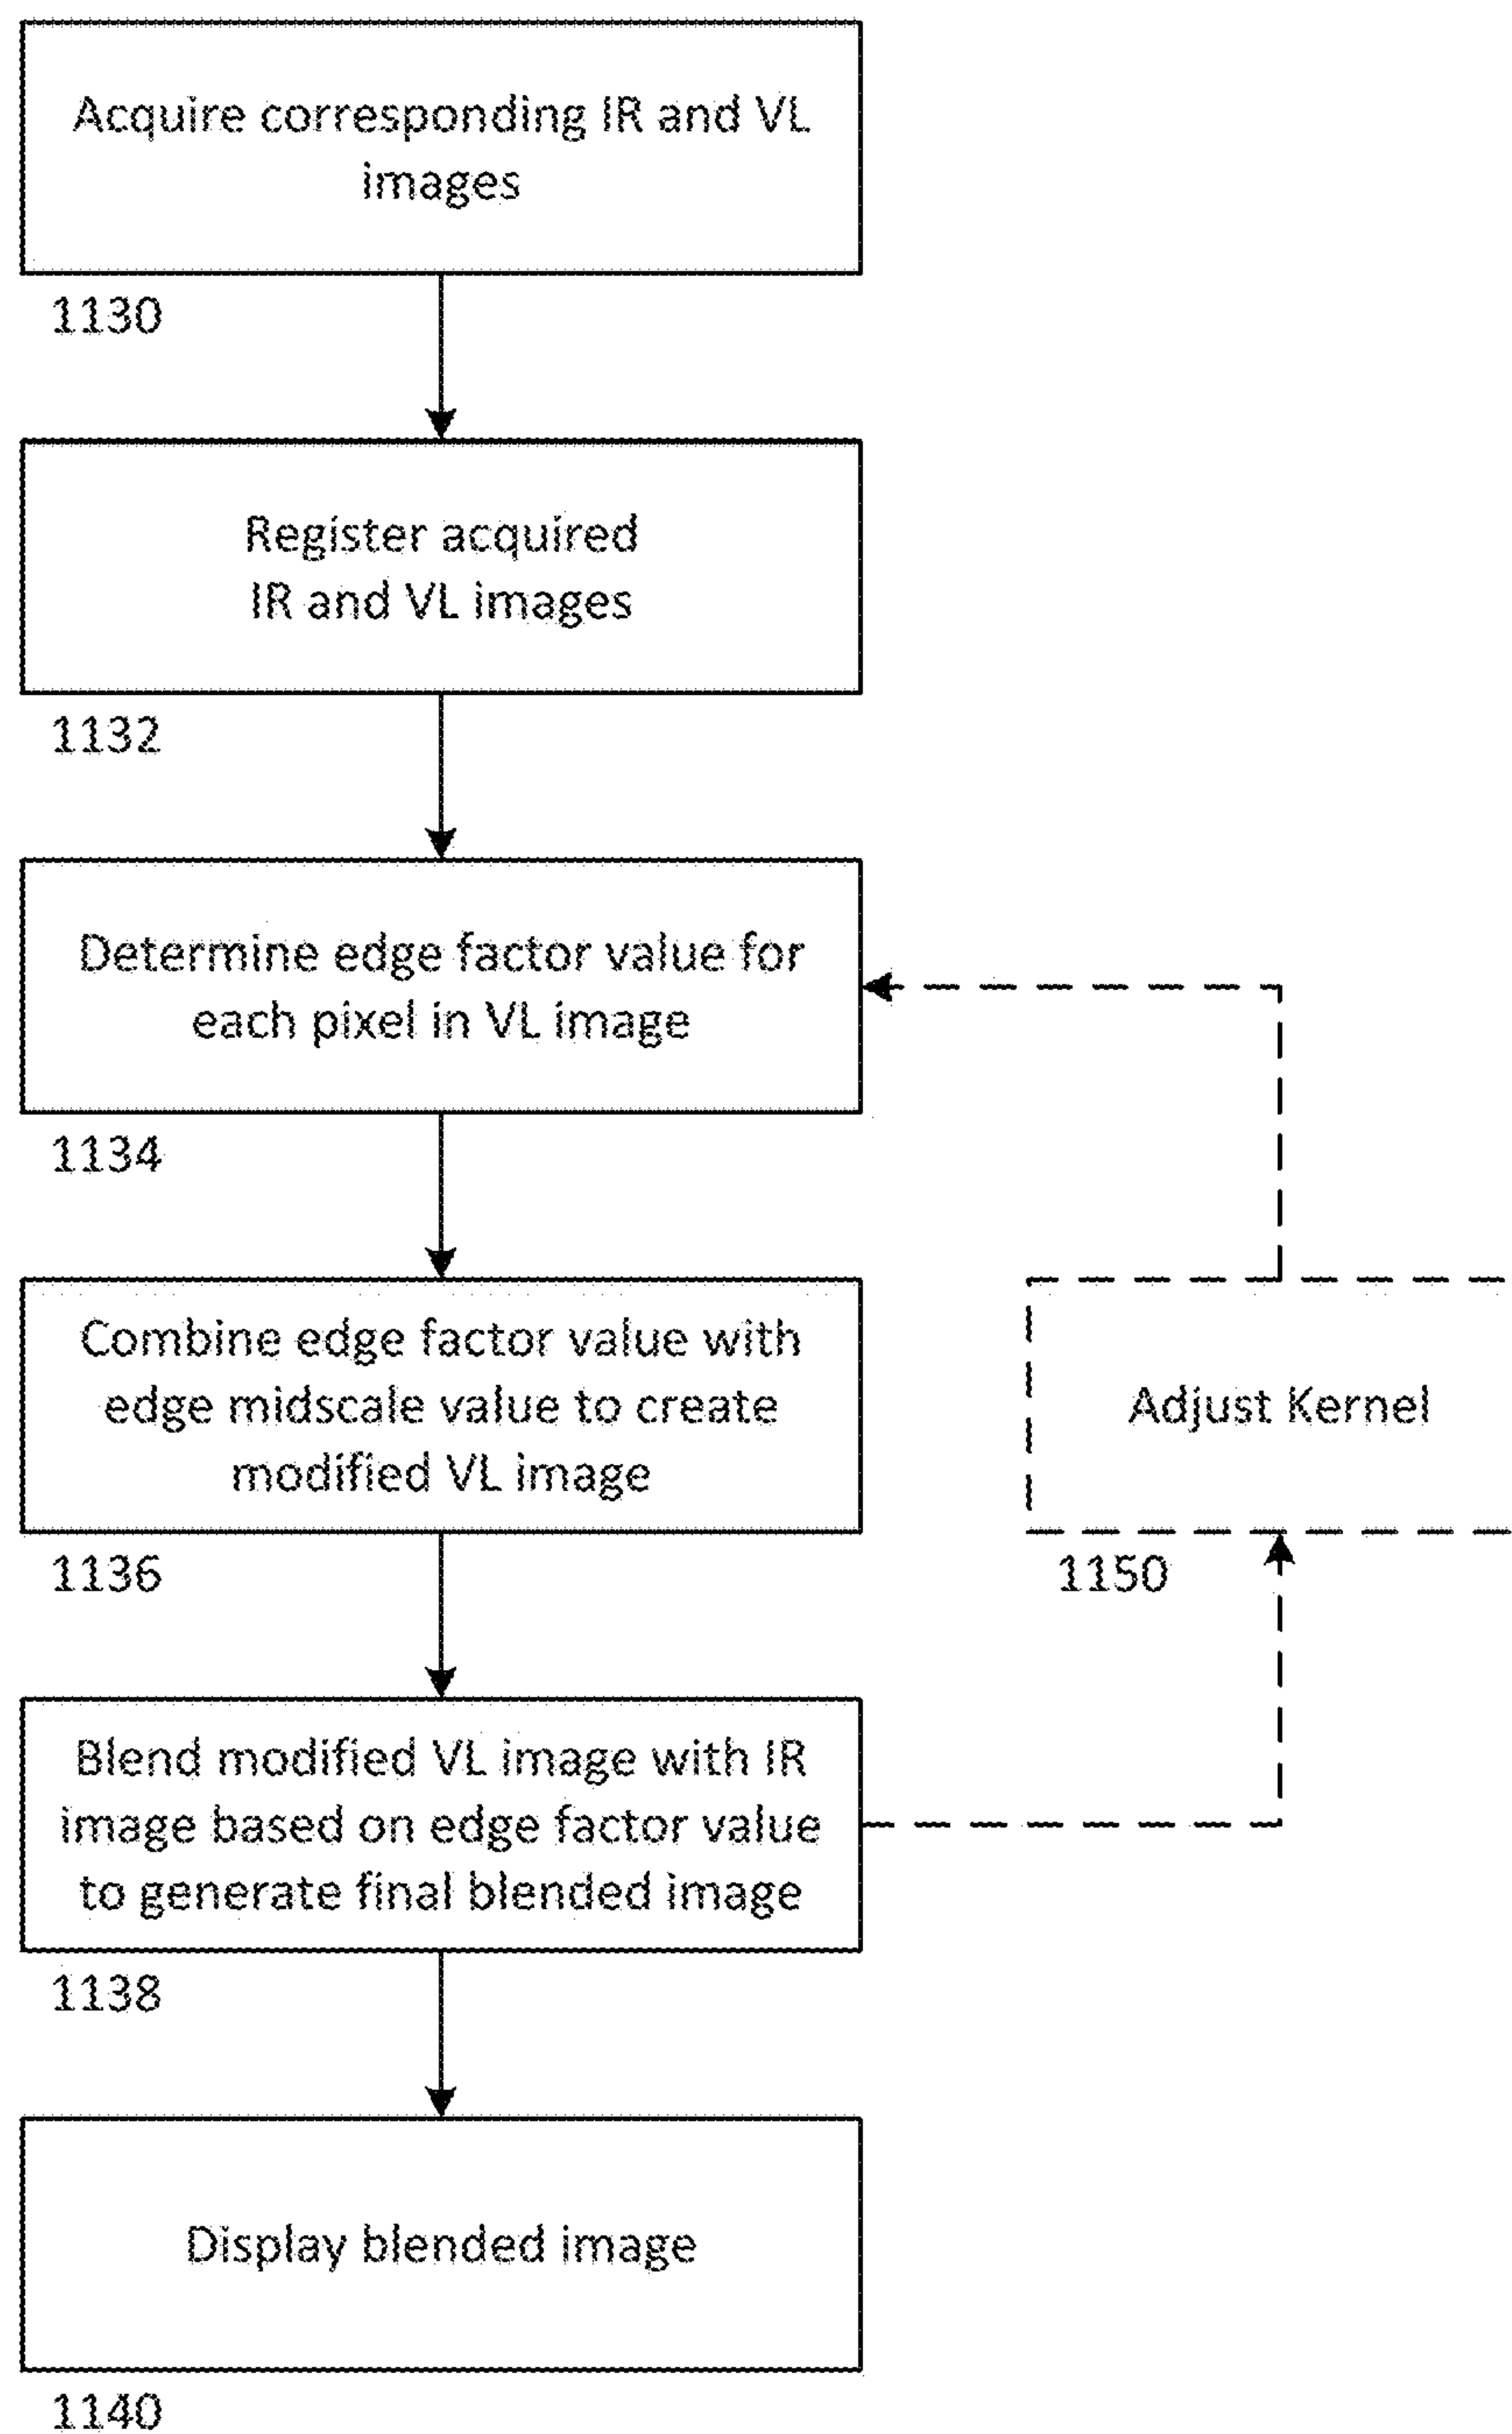 Acquire corresponding IR and VL
images
1130
Register acquired
IR and VL images
1132
Determine edge factor value for
each pixel in VL image
1134
Combine edge factor value with
edge midscale value to create
modified VL image
1136
Adjust Kernel
1150
Blend modified VL image with IR
image based on edge factor value
to generate final blended image
1138
Display blended image
1140